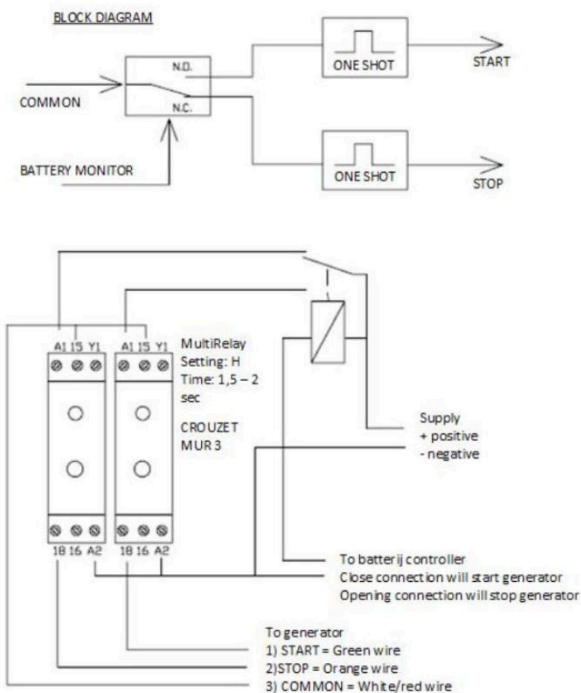 BLOCK DIAGRAM
N.O.
ONE SHOT
START
COMMON
N.C.
BATTERY MONITOR
ONE SHOT
STOP
A1 15 Y1
A1 15 Y1
MultiRelay
Setting: H
Time: 1,5 – 2
sec
CROUZET
MUR 3
Supply
+ positive
- negative
18 16 A2
18 16 A2
To batterij controller
Close connection will start generator
Opening connection will stop generator
To generator
1) START = Green wire
2)STOP = Orange wire
3) COMMON = White/red wire